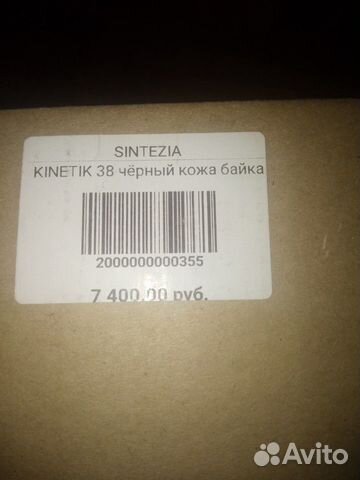 SINTEZIA
KINETIK 38 чёрный кожа байка
2000000000355
7 400.00 руб.
Avito